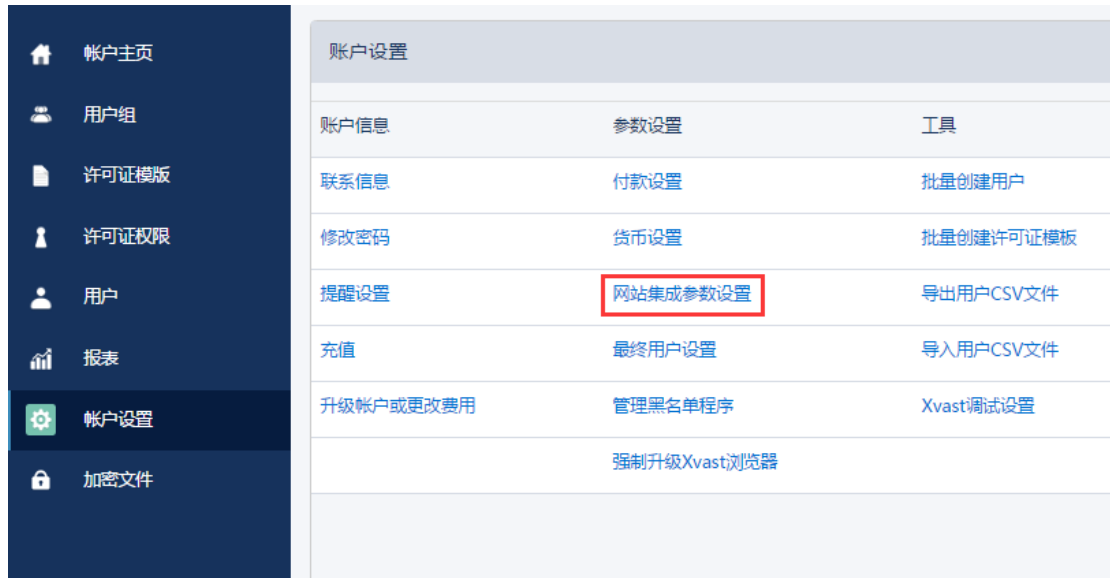 帐户主页
用户组
许可证模版
许可证权限
用户
报表
帐户设置
加密文件
账户设置
账户信息 参数设置 工具
联系信息 付款设置 批量创建用户
修改密码 货币设置 批量创建许可证模板
提醒设置 网站集成参数设置 导出用户CSV文件
充值 最终用户设置 导入用户CSV文件
升级帐户或更改费用 管理黑名单程序 Xvast调试设置
强制升级Xvast浏览器